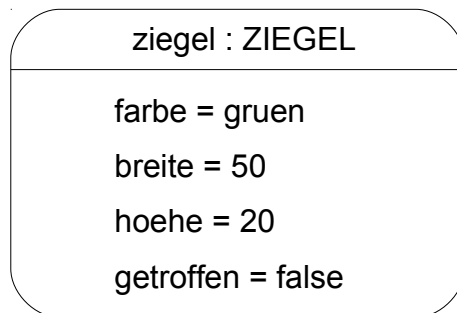 ziegel : ZIEGEL
farbe = gruen
breite = 50
hoehe = 20
getroffen = false